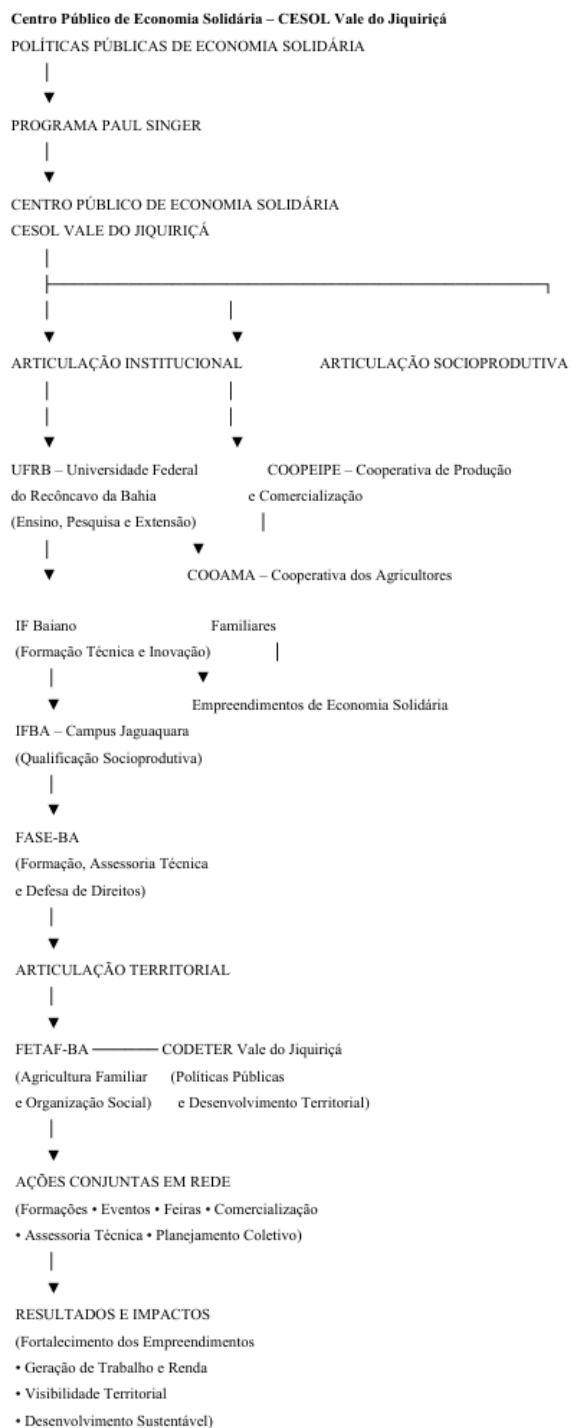 Centro Público de Economia Solidária – CESOL Vale do Jiquiriçá
POLÍTICAS PÚBLICAS DE ECONOMIA SOLIDÁRIA
PROGRAMA PAUL SINGER
CENTRO PÚBLICO DE ECONOMIA SOLIDÁRIA
CESOL VALE DO JIQUIRIÇÁ
ARTICULAÇÃO INSTITUCIONAL ARTICULAÇÃO SOCIOPRODUTIVA
UFRB – Universidade Federal COOPEIPE – Cooperativa de Produção
do Recôncavo da Bahia e Comercialização
(Ensino, Pesquisa e Extensão)
COOAMA – Cooperativa dos Agricultores
IF Baiano Familiares
(Formação Técnica e Inovação)
Empreendimentos de Economia Solidária
IFBA – Campus Jaguaquara
(Qualificação Socioprodutiva)
FASE-BA
(Formação, Assessoria Técnica
e Defesa de Direitos)
ARTICULAÇÃO TERRITORIAL
FETAF-BA ────── CODETER Vale do Jiquiriçá
(Agricultura Familiar (Políticas Públicas
e Organização Social) e Desenvolvimento Territorial)
AÇÕES CONJUNTAS EM REDE
(Formações • Eventos • Feiras • Comercialização
• Assessoria Técnica • Planejamento Coletivo)
RESULTADOS E IMPACTOS
(Fortalecimento dos Empreendimentos
• Geração de Trabalho e Renda
• Visibilidade Territorial
• Desenvolvimento Sustentável)